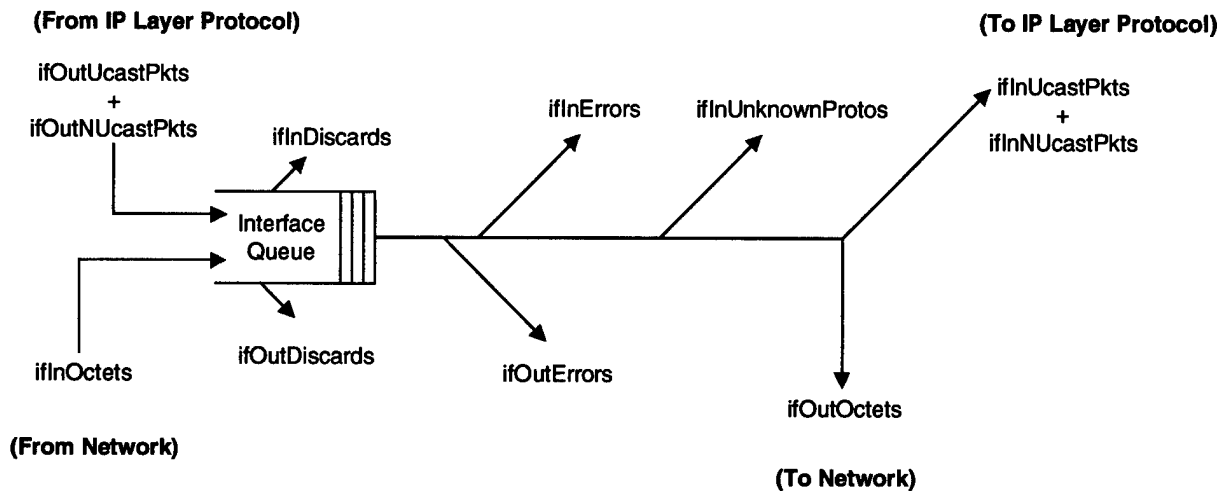 (From IP Layer Protocol)
(To IP Layer Protocol)
ifOutUcastPkts
+
ifOutNUcastPkts
ifInDiscards
ifInErrors
ifInUnknownProtos
ifInUcastPkts
+
ifInNUcastPkts
Interface
Queue
ifInOctets
ifOutDiscards
ifOutErrors
ifOutOctets
(From Network)
(To Network)